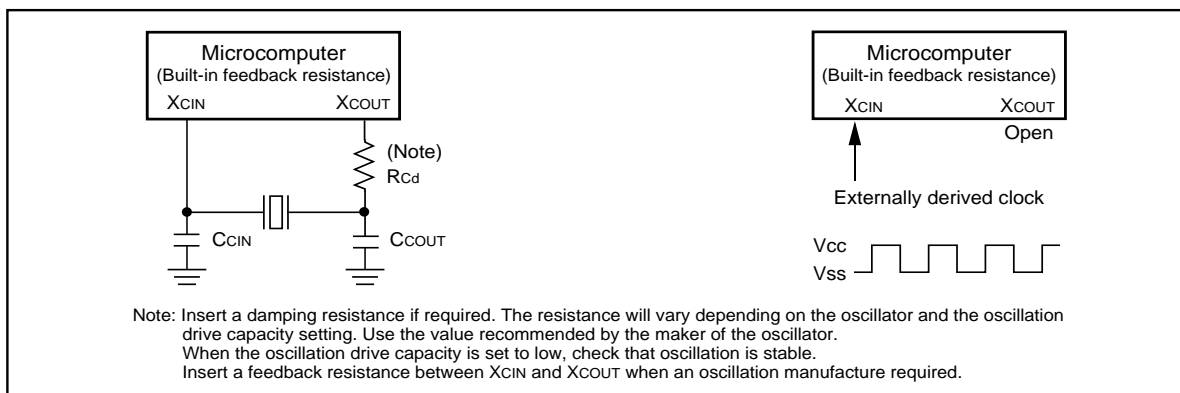 Microcomputer
(Built-in feedback resistance)
XCIN XCOUT
(Note)
RCd
CCIN
CCOUT
Microcomputer
(Built-in feedback resistance)
XCIN XCOUT
Open
Externally derived clock
Vcc
Vss
Note: Insert a damping resistance if required. The resistance will vary depending on the oscillator and the oscillation
drive capacity setting. Use the value recommended by the maker of the oscillator.
When the oscillation drive capacity is set to low, check that oscillation is stable.
Insert a feedback resistance between XCIN and XCOUT when an oscillation manufacture required.